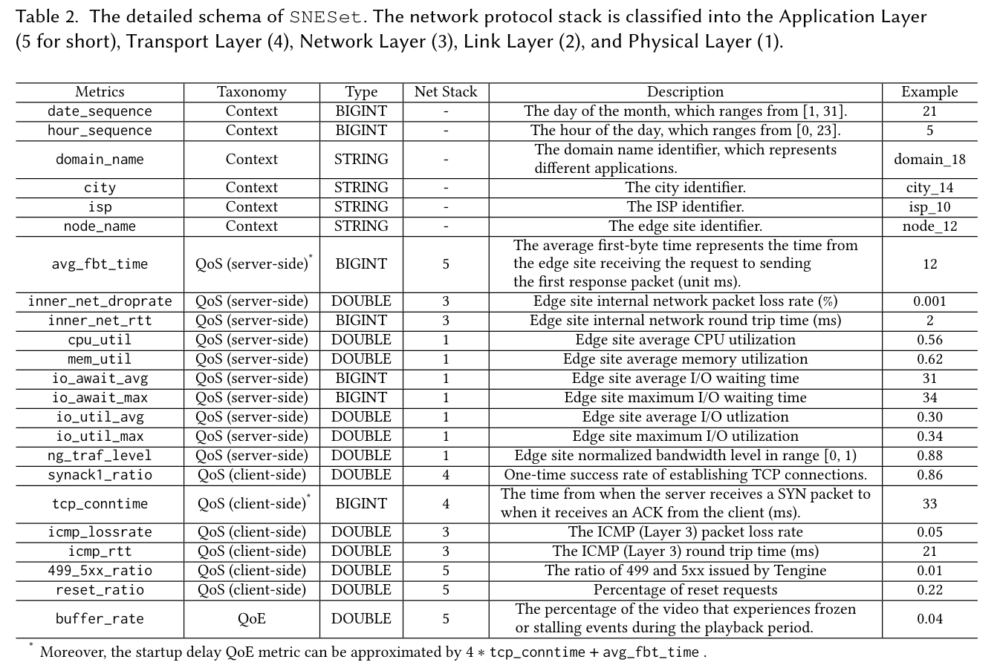 Table 2. The detailed schema of SNESet. The network protocol stack is classified into the Application Layer
(5 for short), Transport Layer (4), Network Layer (3), Link Layer (2), and Physical Layer (1).
Metrics Taxonomy Type Net Stack Description Example
date_sequence Context BIGINT - The day of the month, which ranges from [1, 31]. 21
hour_sequence Context BIGINT - The hour of the day, which ranges from [0, 23]. 5
domain_name Context STRING - The domain name identifier, which represents
different applications. domain_18
city Context STRING - The city identifier. city_14
isp Context STRING - The ISP identifier. isp_10
node_name Context STRING - The edge site identifier. node_12
avg_fbt_time QoS (server-side)* BIGINT 5 The average first-byte time represents the time from
the edge site receiving the request to sending
the first response packet (unit ms). 12
inner_net_droprate QoS (server-side) DOUBLE 3 Edge site internal network packet loss rate (%) 0.001
inner_net_rtt QoS (server-side) BIGINT 3 Edge site internal network round trip time (ms) 2
cpu_util QoS (server-side) DOUBLE 1 Edge site average CPU utilization 0.56
mem_util QoS (server-side) DOUBLE 1 Edge site average memory utilization 0.62
io_await_avg QoS (server-side) BIGINT 1 Edge site average I/O waiting time 31
io_await_max QoS (server-side) BIGINT 1 Edge site maximum I/O waiting time 34
io_util_avg QoS (server-side) DOUBLE 1 Edge site average I/O utlization 0.30
io_util_max QoS (server-side) DOUBLE 1 Edge site maximum I/O utilization 0.34
ng_traf_level QoS (server-side) DOUBLE 1 Edge site normalized bandwidth level in range [0, 1) 0.88
synack1_ratio QoS (client-side) DOUBLE 4 One-time success rate of establishing TCP connections. 0.86
tcp_conntime QoS (client-side)* BIGINT 4 The time from when the server receives a SYN packet to
when it receives an ACK from the client (ms). 33
icmp_lossrate QoS (client-side) DOUBLE 3 The ICMP (Layer 3) packet loss rate 0.05
icmp_rtt QoS (client-side) DOUBLE 3 The ICMP (Layer 3) round trip time (ms) 21
499_5xx_ratio QoS (client-side) DOUBLE 5 The ratio of 499 and 5xx issued by Tengine 0.01
reset_ratio QoS (client-side) DOUBLE 5 Percentage of reset requests 0.22
buffer_rate QoE DOUBLE 5 The percentage of the video that experiences frozen
or stalling events during the playback period. 0.04
* Moreover, the startup delay QoE metric can be approximated by 4 * tcp_conntime + avg_fbt_time .